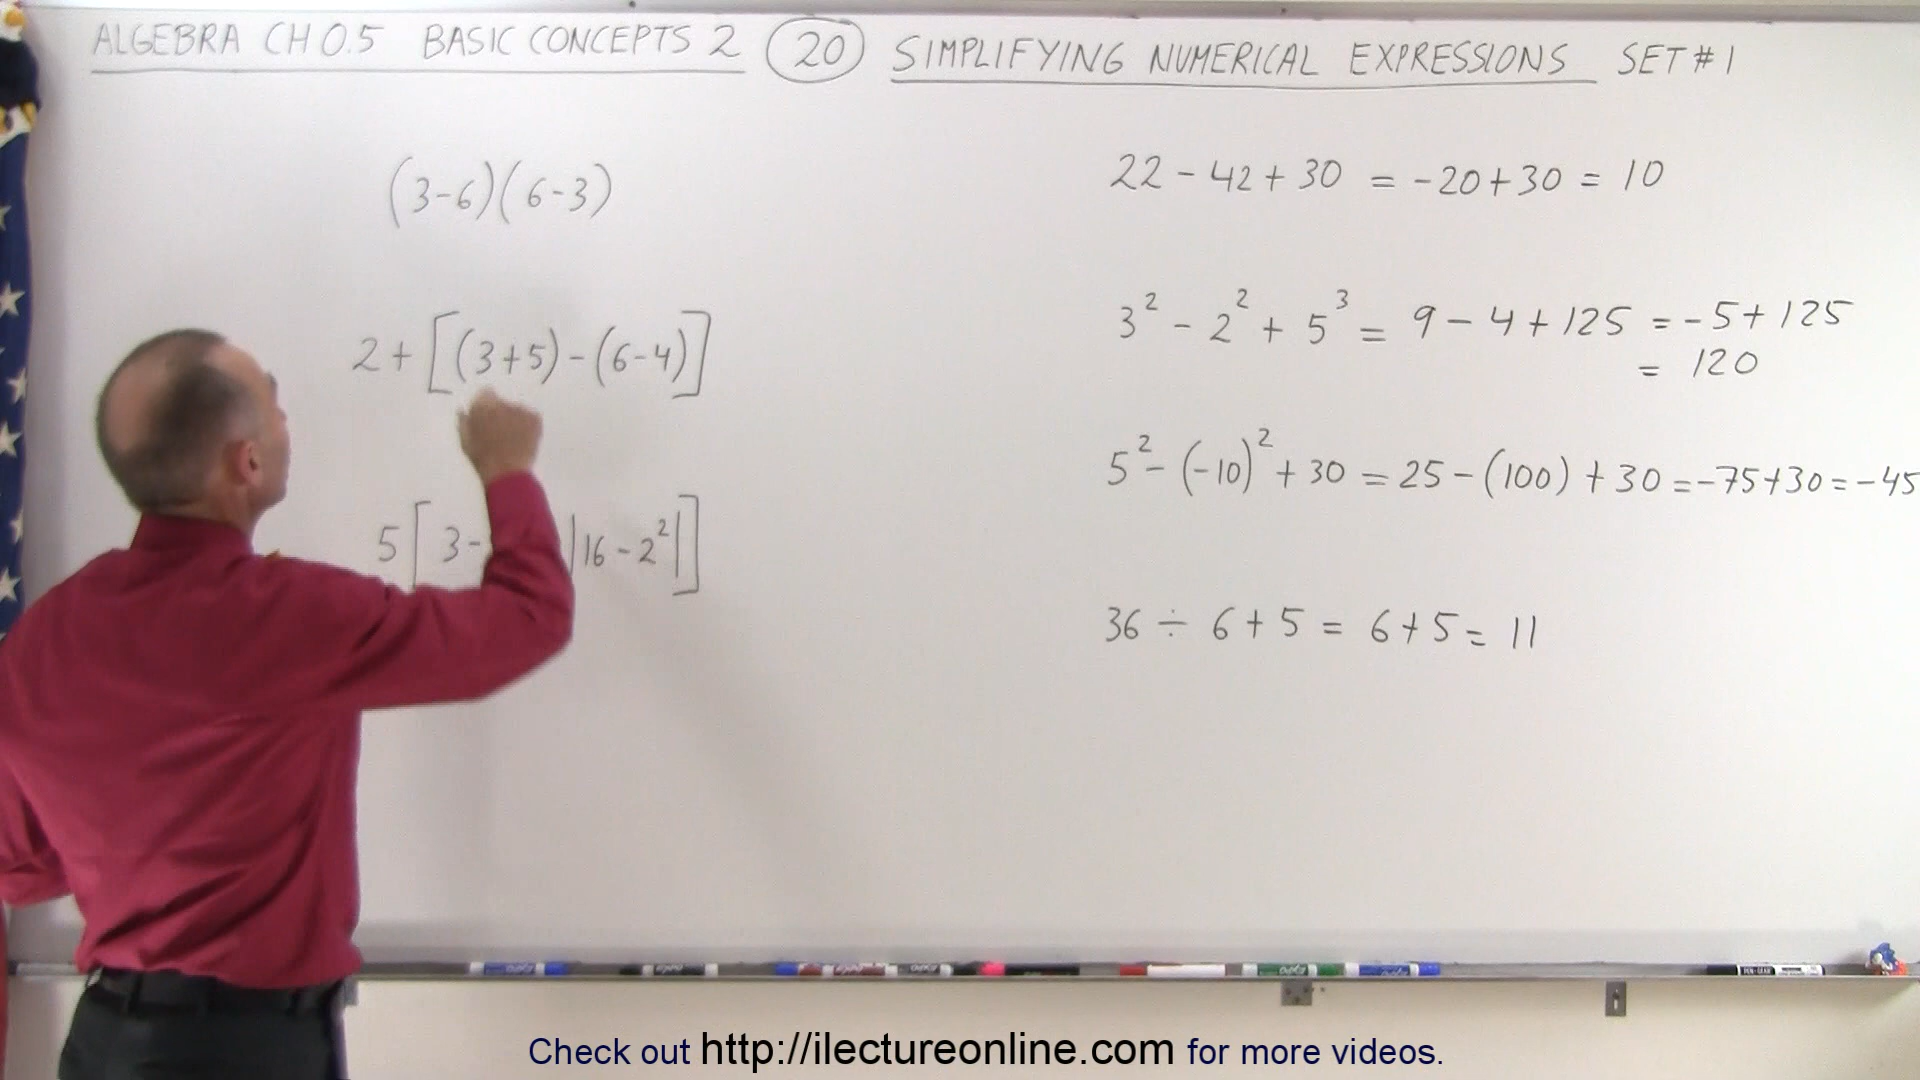 ALGEBRA CH 0.5 BASIC CONCEPTS 2 (20) SIMPLIFYING NUMERICAL EXPRESSIONS SET # 1
(3-6)(6-3)
2+[(3+5)-(6-4)]
5[3- |16-2²|]
22-42+30 = -20+30 = 10
3²-2²+5³ = 9-4+125 = -5+125
= 120
5²-(-10)²+30 = 25-(100)+30 = -75+30 = -45
36 ÷ 6+5 = 6+5 = 11
Check out http://ilectureonline.com for more videos.